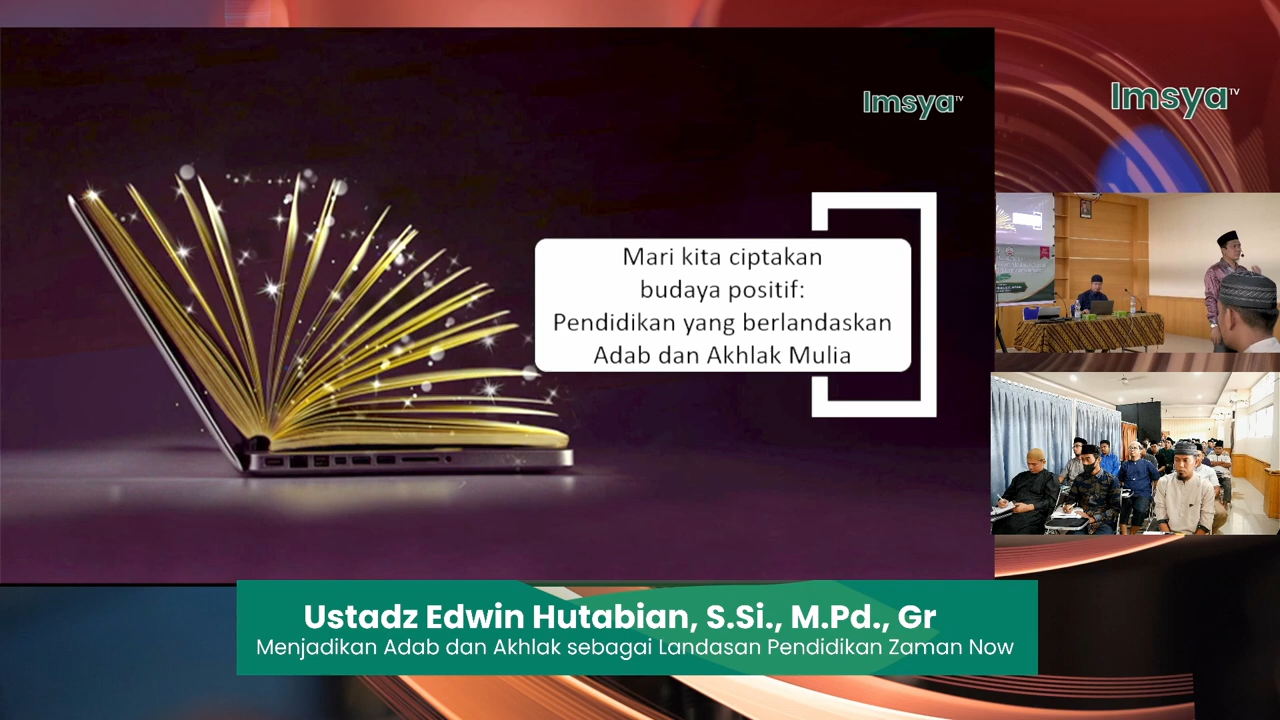 Imsya TV
Imsya TV
Mari kita ciptakan
budaya positif:
Pendidikan yang berlandaskan
Adab dan Akhlak Mulia
Ustadz Edwin Hutabian, S.Si., M.Pd., Gr
Menjadikan Adab dan Akhlak sebagai Landasan Pendidikan Zaman Now